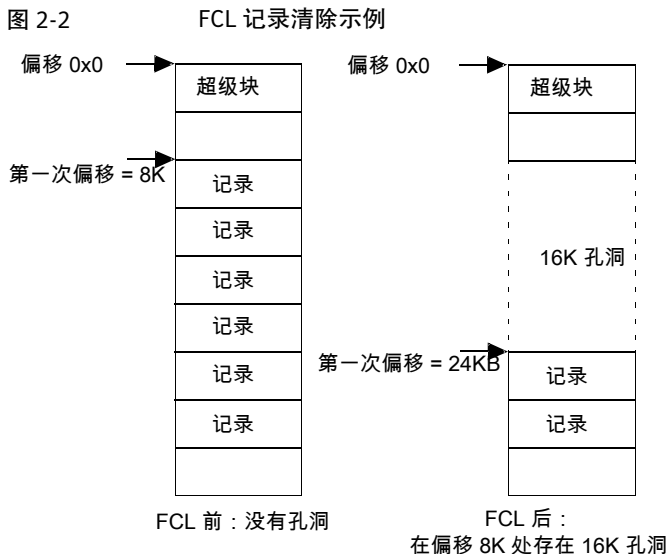 图 2-2 FCL 记录清除示例
偏移 0x0
超级块
第一次偏移 = 8K
记录
记录
记录
记录
记录
记录
FCL 前：没有孔洞
偏移 0x0
超级块
16K 孔洞
第一次偏移 = 24KB
记录
记录
FCL 后：
在偏移 8K 处存在 16K 孔洞